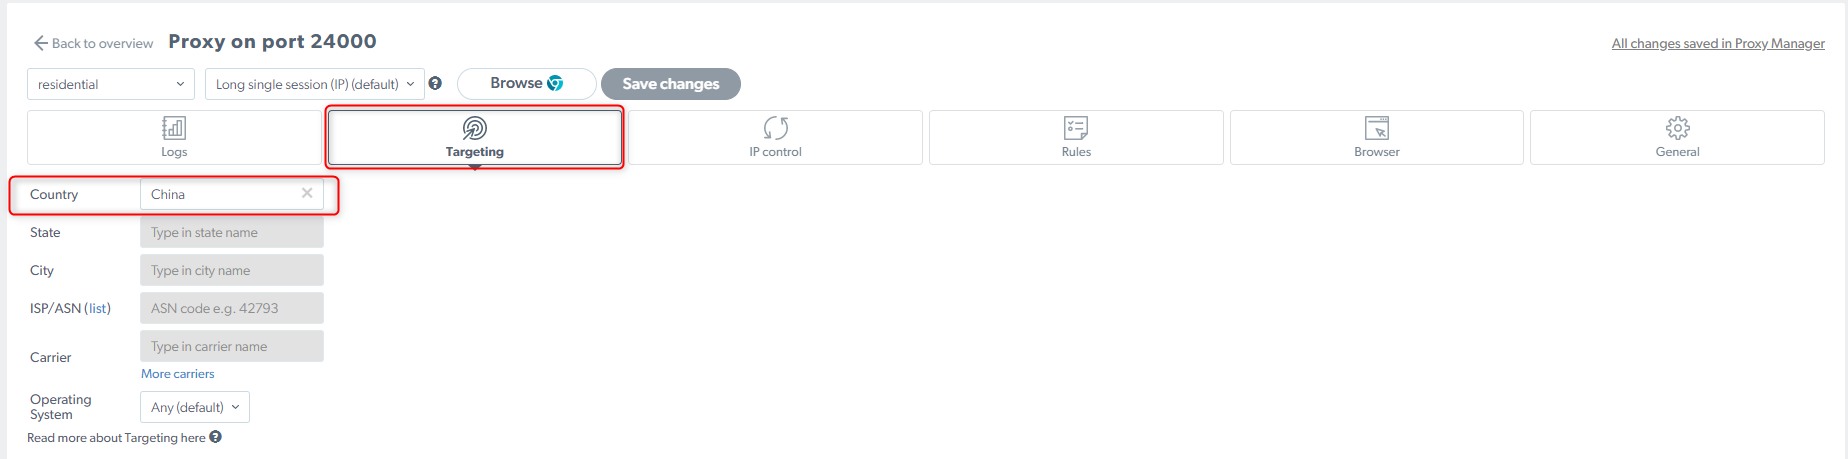 Back to overview Proxy on port 24000 All changes saved in Proxy Manager
residential Long single session (IP) (default) ? Browse Save changes
Logs Targeting IP control Rules Browser General
Country China ×
State Type in state name
City Type in city name
ISP/ASN (list) ASN code e.g. 42793
Carrier Type in carrier name
More carriers
Operating System Any (default)
Read more about Targeting here ?